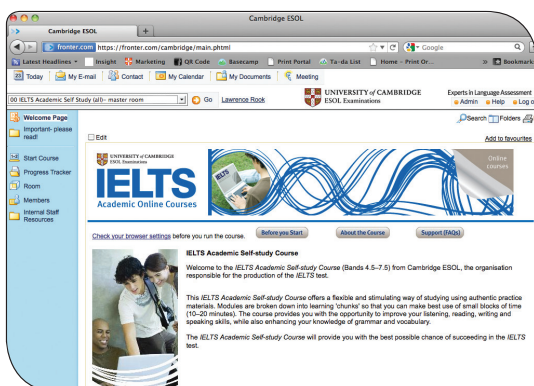 Cambridge ESOL
Cambridge ESOL
fronter.com https://fronter.com/cambridge/main.phtml Google
Latest Headlines Insight Marketing QR Code Basecamp Print Portal Ta-da List Home – Print Or... » Bookmarks
23 Today My E-mail Contact My Calendar My Documents Meeting
00 IELTS Academic Self Study (all)– master room Go Lawrence Rook UNIVERSITY of CAMBRIDGE Experts in Language Assessment
ESOL Examinations Admin Help Log o
Welcome Page Search Folders
Important- please
read!
Start Course
Progress Tracker
Room
Members
Internal Staff
Resources
Edit Add to favourites
UNIVERSITY of CAMBRIDGE
ESOL Examinations
IELTS
Academic Online Courses
IELTS
Online
courses
Check your browser settings before you run the course. Before you Start About the Course Support (FAQs)
IELTS Academic Self-study Course
Welcome to the IELTS Academic Self-study Course (Bands 4.5–7.5) from Cambridge ESOL, the organisation
responsible for the production of the IELTS test.
This IELTS Academic Self-study Course offers a flexible and stimulating way of studying using authentic practice
materials. Modules are broken down into learning 'chunks' so that you can make best use of small blocks of time
(10–20 minutes). The course provides you with the opportunity to improve your listening, reading, writing and
speaking skills, while also enhancing your knowledge of grammar and vocabulary.
The IELTS Academic Self-study Course will provide you with the best possible chance of succeeding in the IELTS
test.